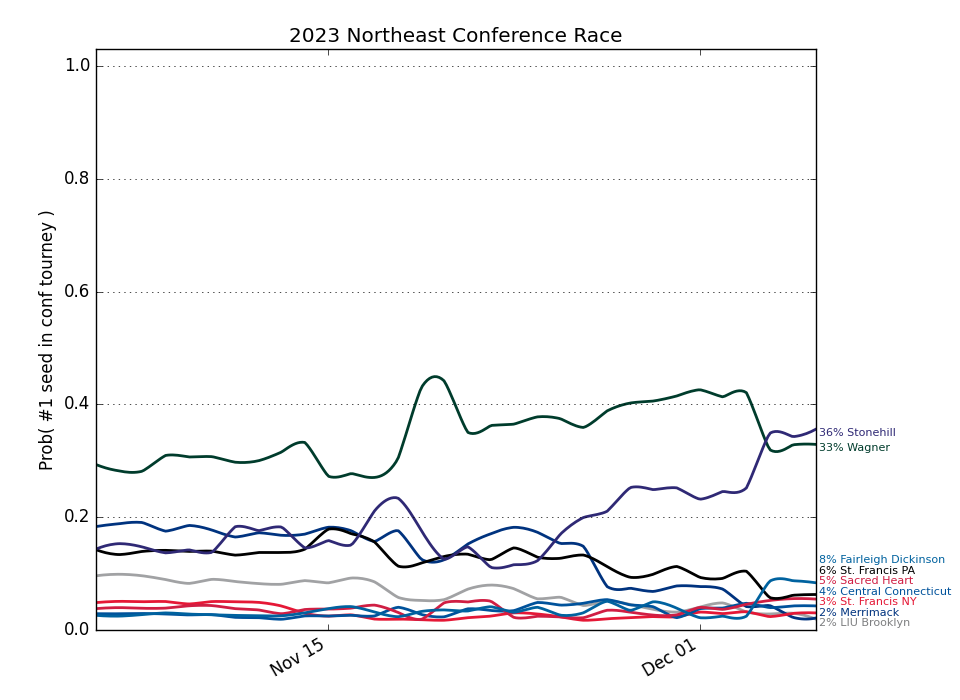 2023 Northeast Conference Race
Prob( #1 seed in conf tourney )
1.0
0.8
0.6
0.4
0.2
0.0
Nov 15
Dec 01
36% Stonehill
33% Wagner
8% Fairleigh Dickinson
6% St. Francis PA
5% Sacred Heart
4% Central Connecticut
3% St. Francis NY
2% Merrimack
2% LIU Brooklyn